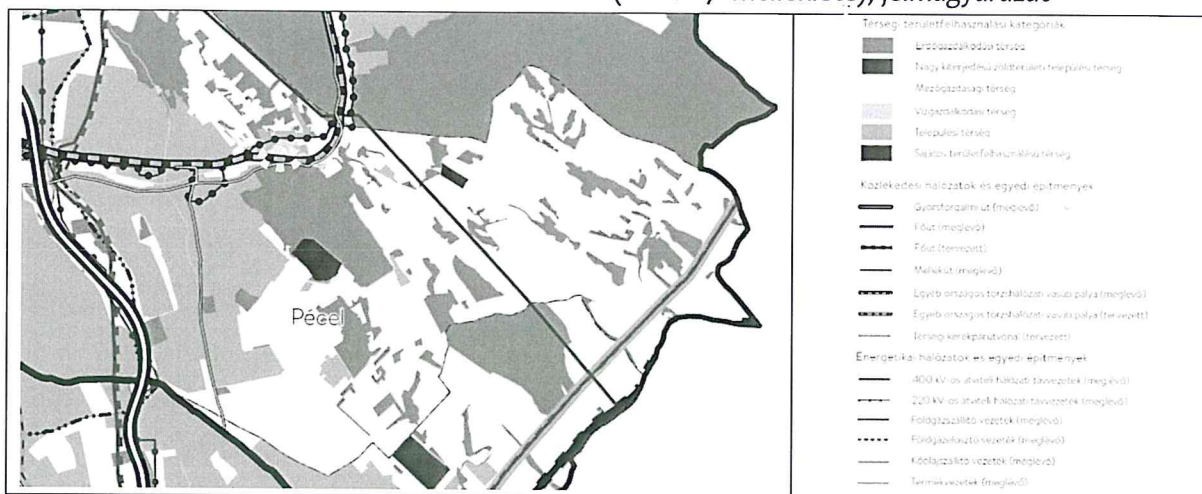 felmagyarázat
Térségi területfelhasználási kategóriák
Erdőgazdálkodási térség
Nagy kiterjedésű zöldterületi települési térség
Mezőgazdasági térség
Vízgazdálkodási térség
Települési térség
Sajátos területfelhasználású térség
Közlekedési hálózatok és egyedi építmények
Gyorsforgalmi út (meglévő)
Főút (meglévő)
Főút (tervezett)
Mellékút (meglévő)
Egyéb országos törzshálózati vasúti pálya (meglévő)
Egyéb országos törzshálózati vasúti pálya (tervezett)
Térségi kerékpárútvonal (tervezett)
Energetikai hálózatok és egyedi építmények
400 kV-os átviteli hálózati távvezeték (meglévő)
220 kV-os átviteli hálózati távvezeték (meglévő)
Földgázszállító vezeték (meglévő)
Földgázelosztó vezeték (meglévő)
Kőolajszállító vezeték (meglévő)
Termékvezeték (meglévő)
Pécel